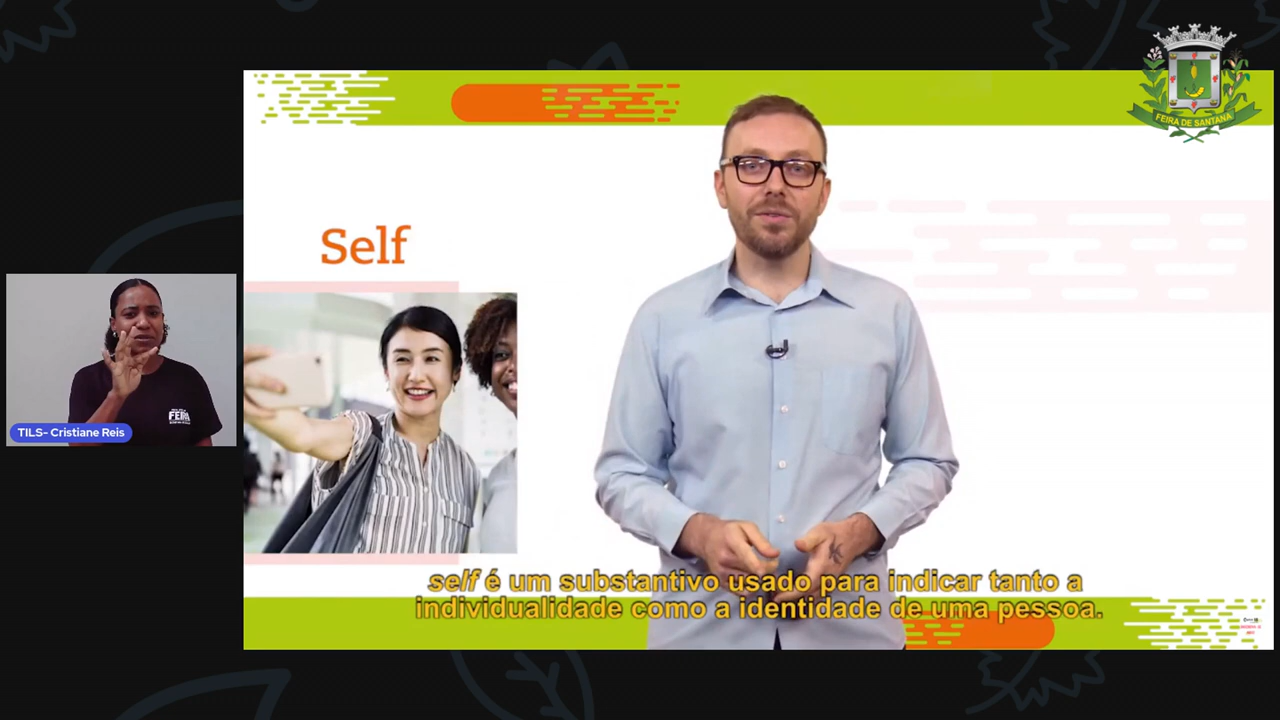 FEIRA DE SANTANA
Self
FEIRA
TILS- Cristiane Reis
self é um substantivo usado para indicar tanto a
individualidade como a identidade de uma pessoa.